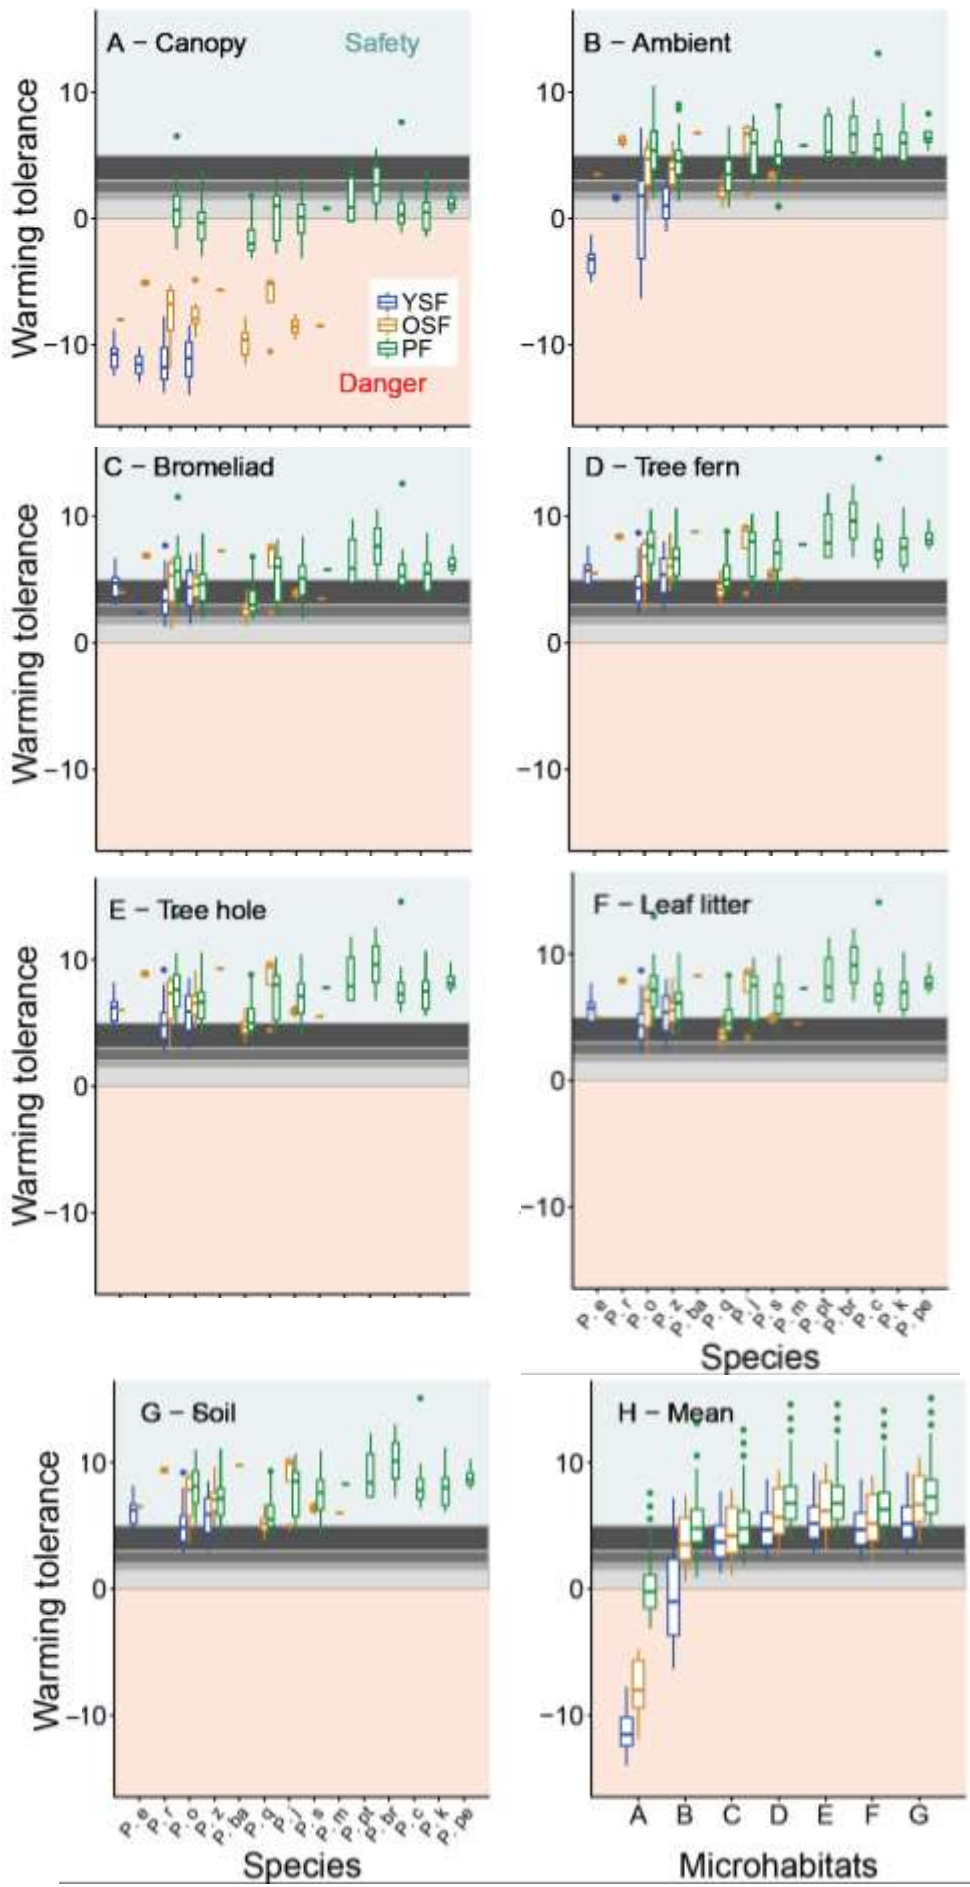 A – Canopy
Safety
Warming tolerance
10
0
−10
YSF
OSF
PF
Danger
B – Ambient
10
0
−10
C – Bromeliad
Warming tolerance
10
0
−10
D – Tree fern
10
0
−10
E – Tree hole
Warming tolerance
10
0
−10
F – Leaf litter
10
0
−10
P. e
P. r
P. o
P. z
P. ba
P. q
P. j
P. s
P. m
P. pt
P. br
P. c
P. k
P. pe
Species
G – Soil
Warming tolerance
10
0
−10
P. e
P. r
P. o
P. z
P. ba
P. q
P. j
P. s
P. m
P. pt
P. br
P. c
P. k
P. pe
Species
H – Mean
10
0
−10
A B C D E F G
Microhabitats